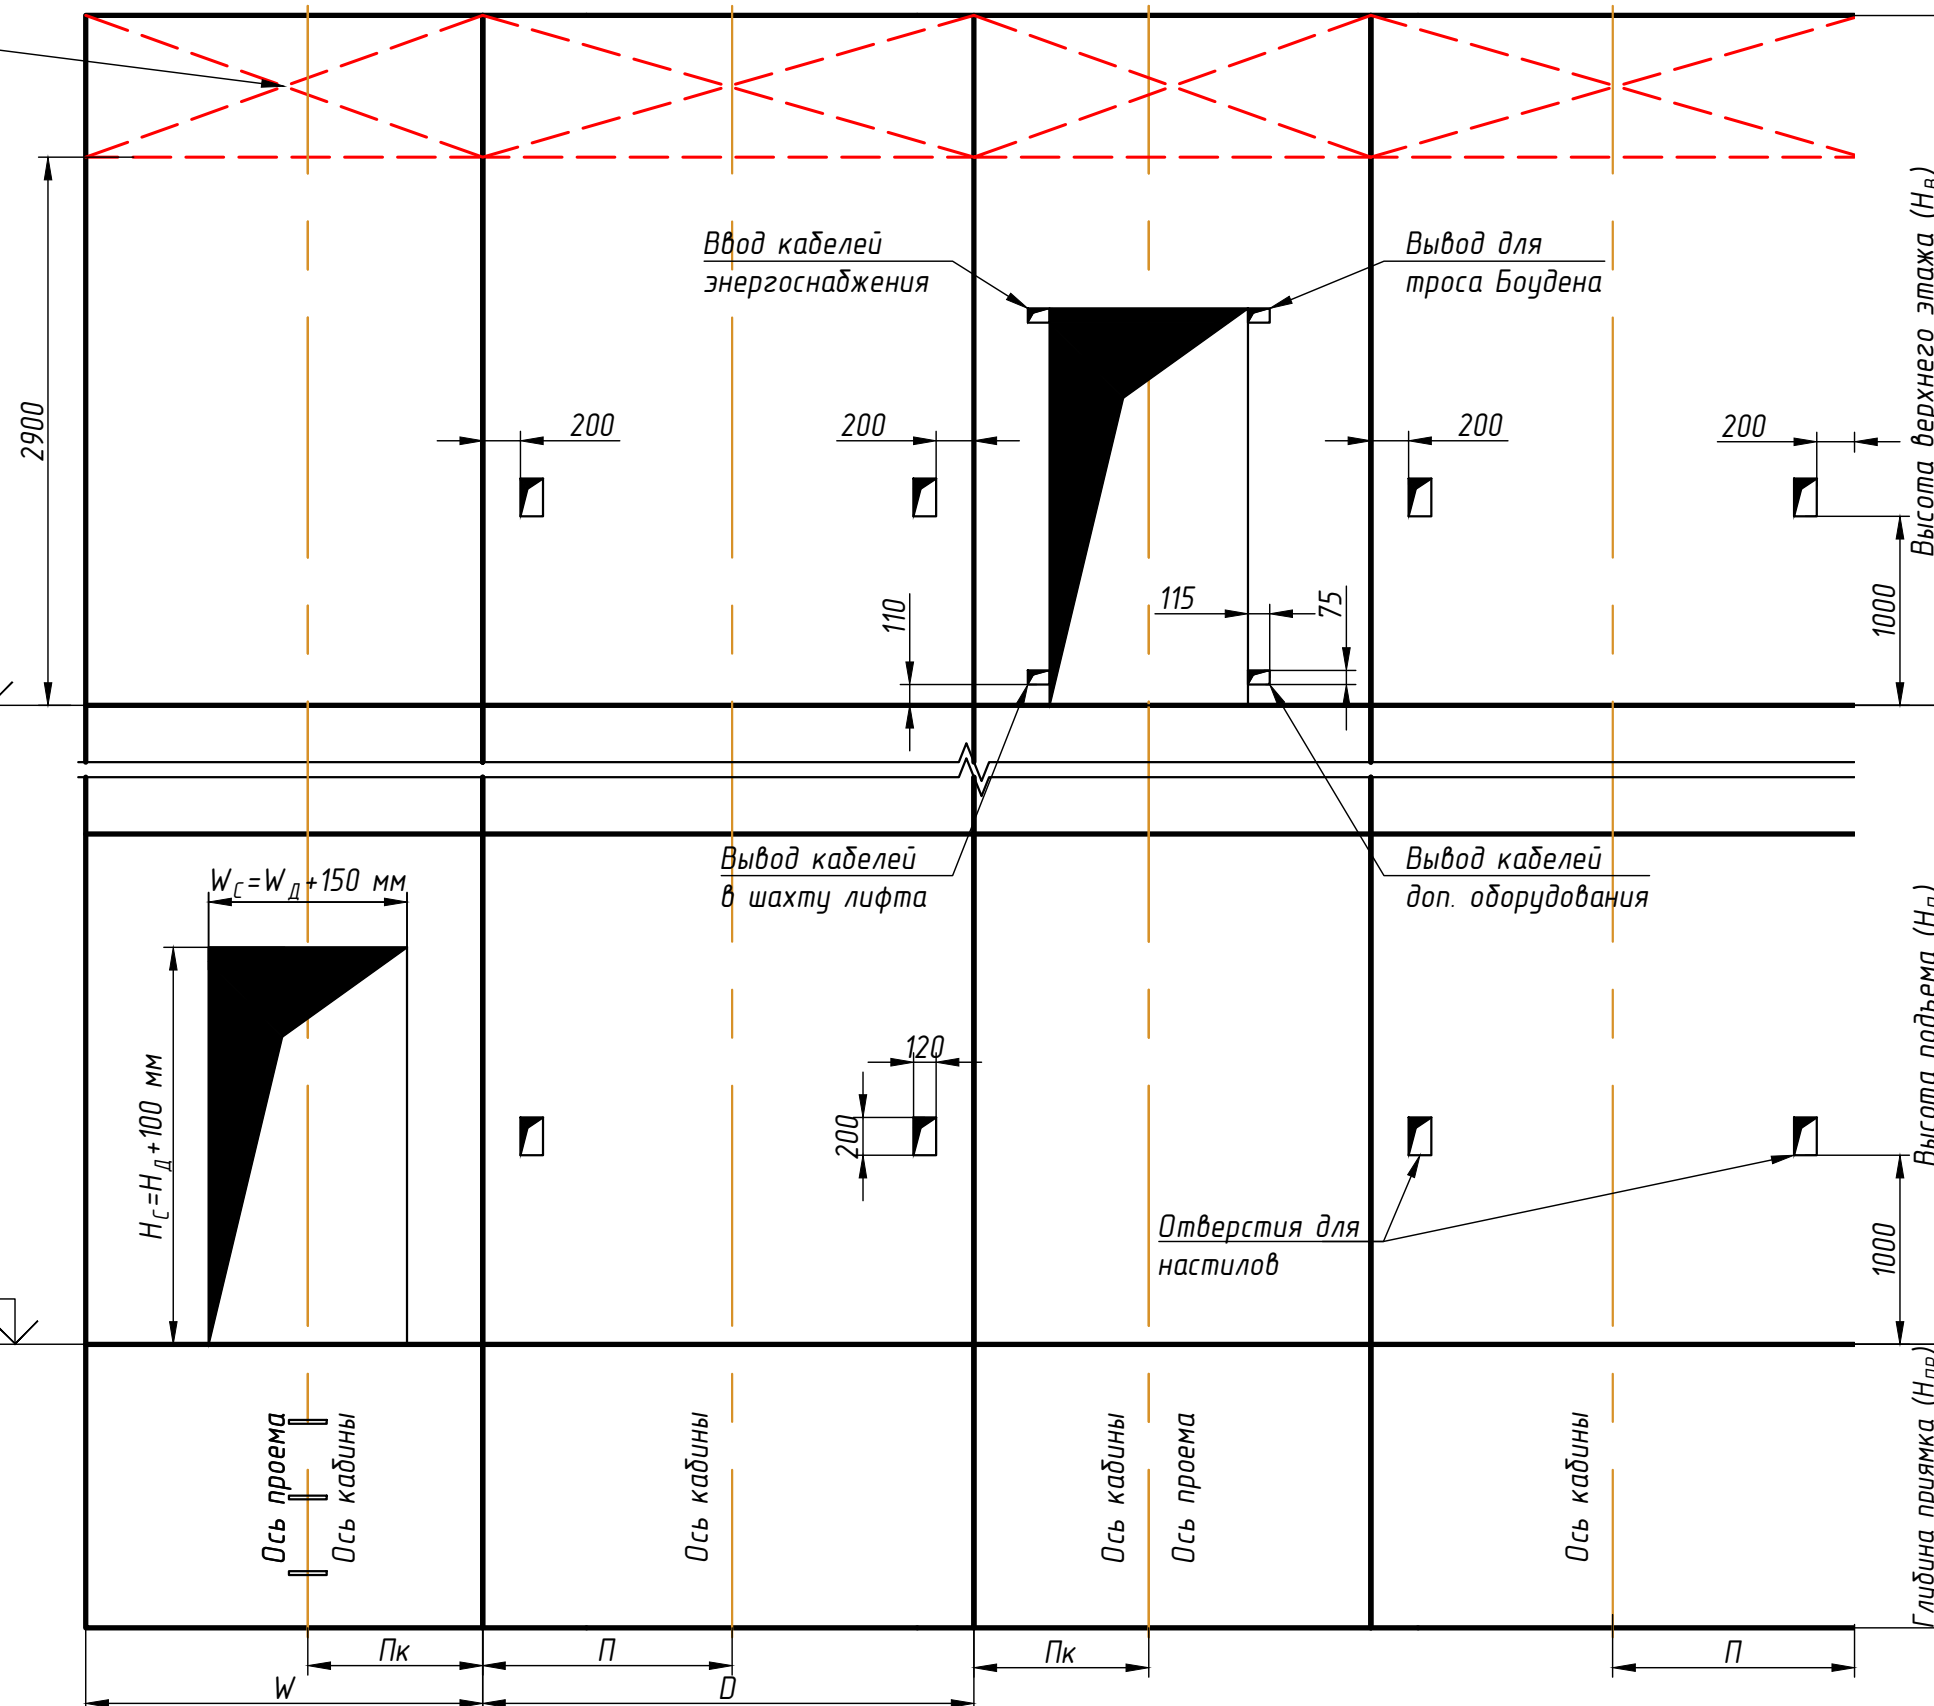 Ввод кабелей
энергоснабжения
Вывод для
троса Боудена
Высота верхнего этажа (Hв)
2900
200
200
200
200
1000
110
115
75
Вывод кабелей
в шахту лифта
Вывод кабелей
доп. оборудования
WС=WД+150 мм
HС=HД+100 мм
120
200
Высота подъема (HП)
Отверстия для
настилов
1000
Глубина приямка (HПР)
Ось проема
Ось кабины
Ось кабины
Ось кабины
Ось проема
Ось кабины
Пк
П
Пк
П
W
D